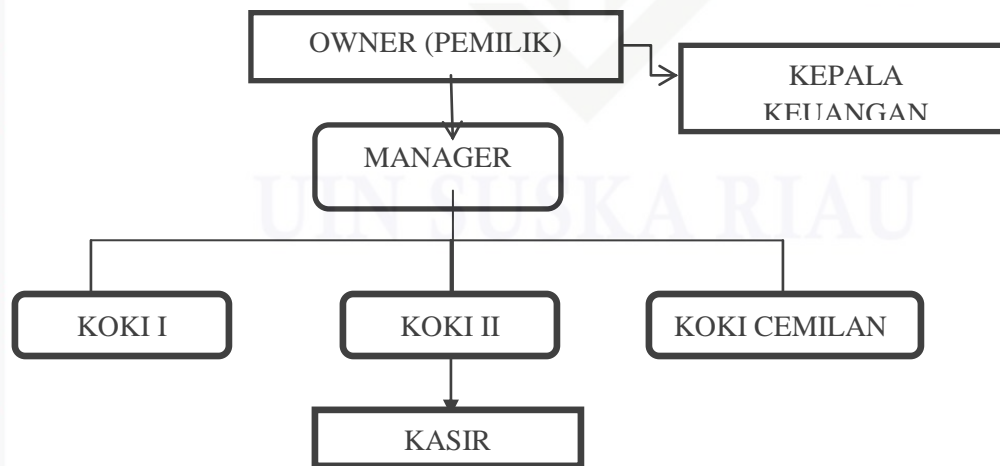 OWNER (PEMILIK)
KEPALA
KEUANGAN
MANAGER
UIN SUSKA RIAU
KOKI I
KOKI II
KOKI CEMILAN
KASIR